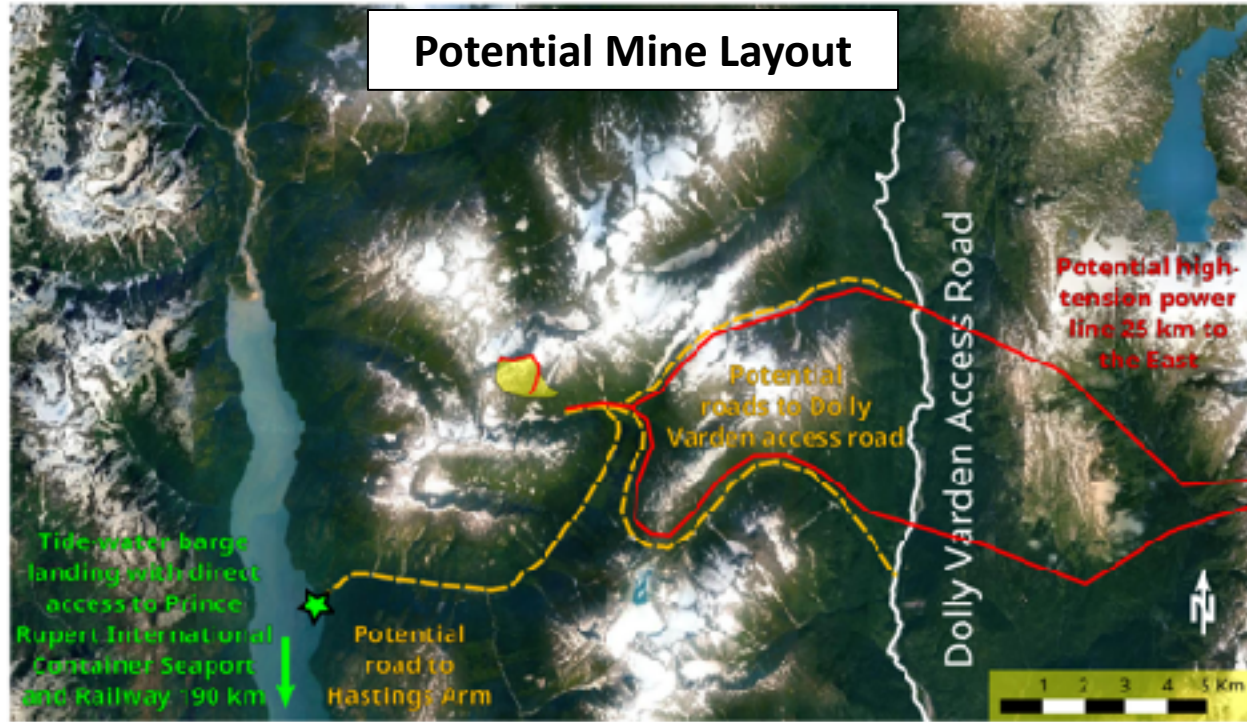 Potential Mine Layout
Dolly Varden Access Road
Potential high-
tension power
line 25 km to
the East
Potential
roads to Dolly
Varden access road
Tide-water barge
landing with direct
access to Prince
Rupert International
Container Seaport
and Railway 190 km
Potential
road to
Hastings Arm
N
1 2 3 4 5 Km